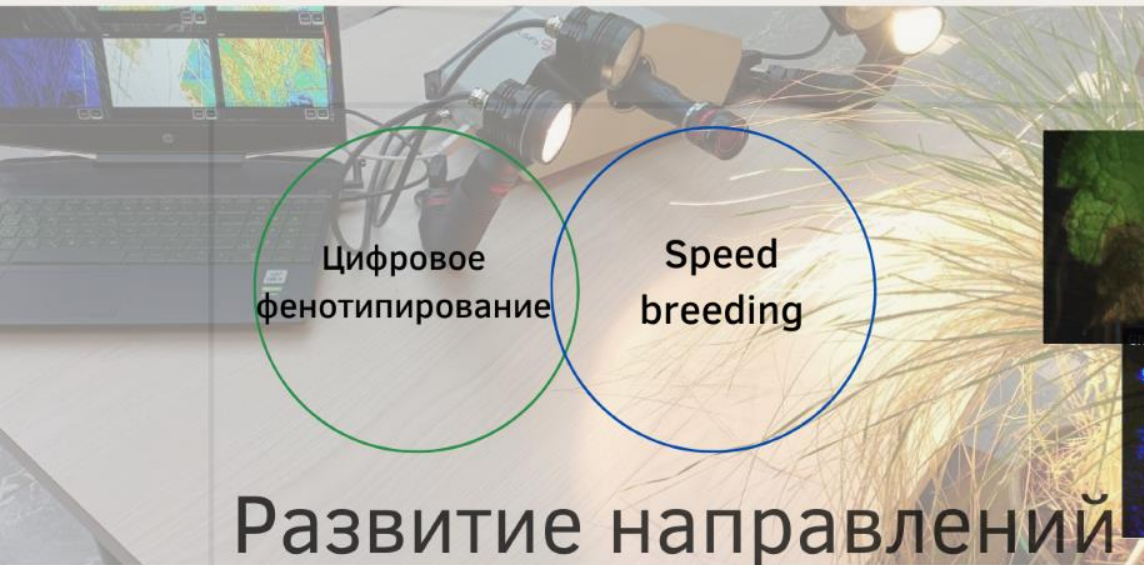 Цифровое
фенотипирование
Speed
breeding
Развитие направлений